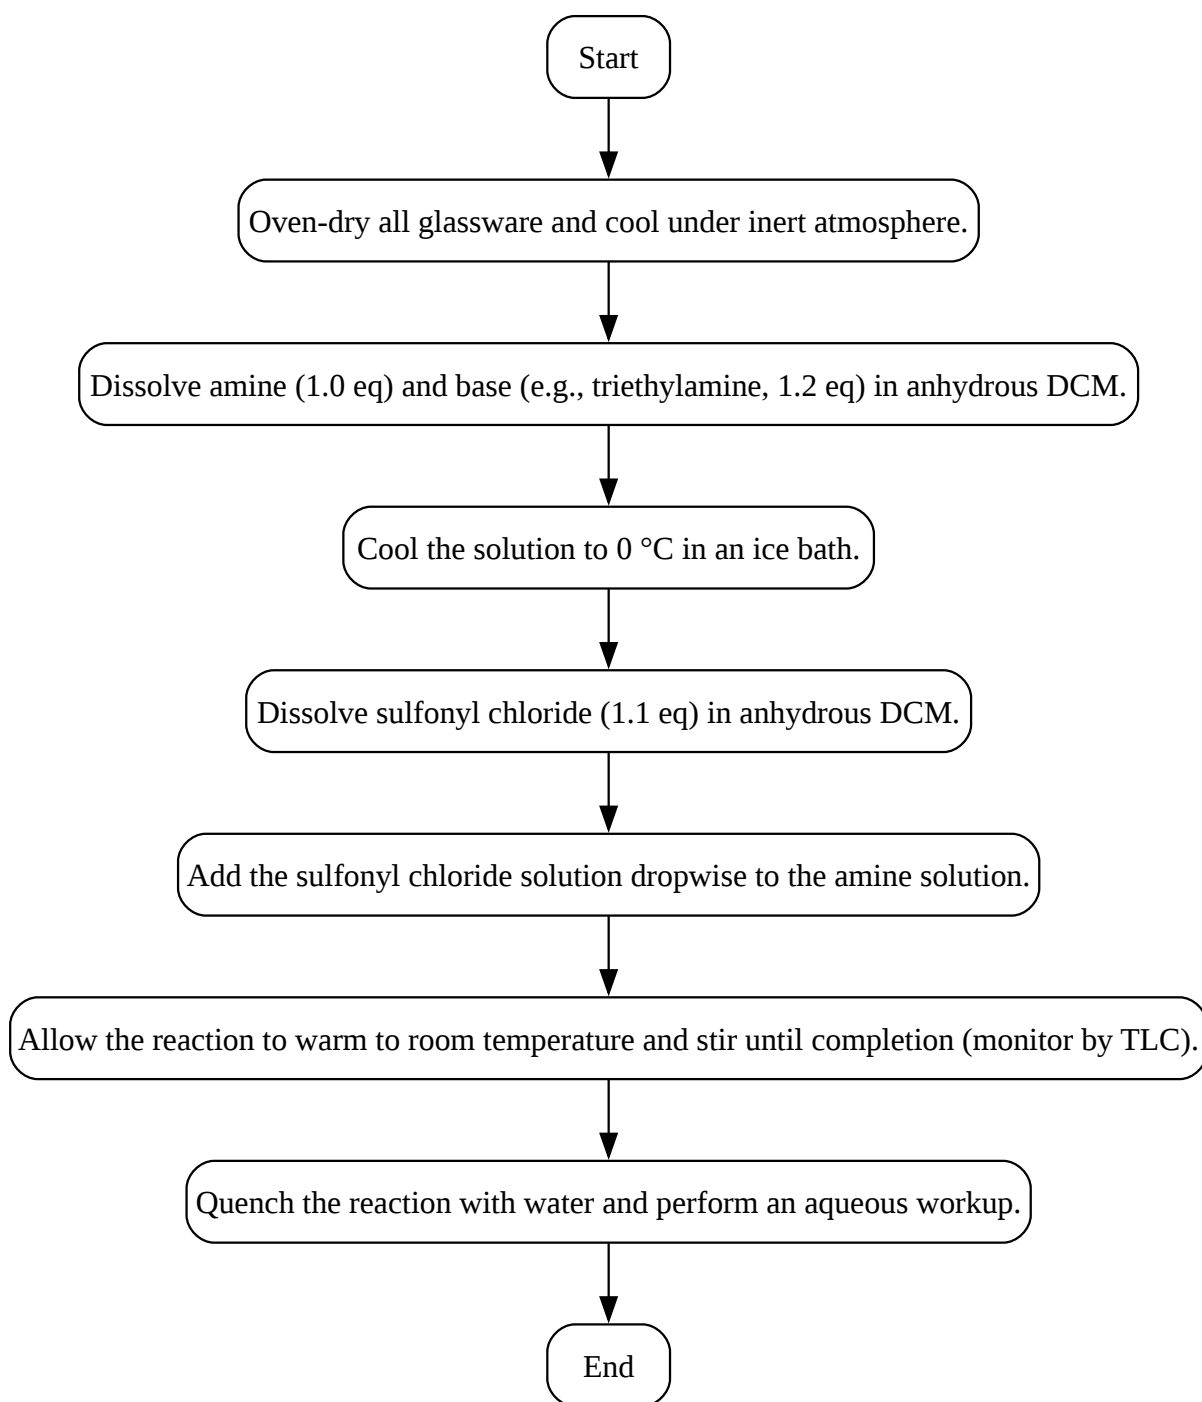 Start
Oven-dry all glassware and cool under inert atmosphere.
Dissolve amine (1.0 eq) and base (e.g., triethylamine, 1.2 eq) in anhydrous DCM.
Cool the solution to 0 °C in an ice bath.
Dissolve sulfonyl chloride (1.1 eq) in anhydrous DCM.
Add the sulfonyl chloride solution dropwise to the amine solution.
Allow the reaction to warm to room temperature and stir until completion (monitor by TLC).
Quench the reaction with water and perform an aqueous workup.
End